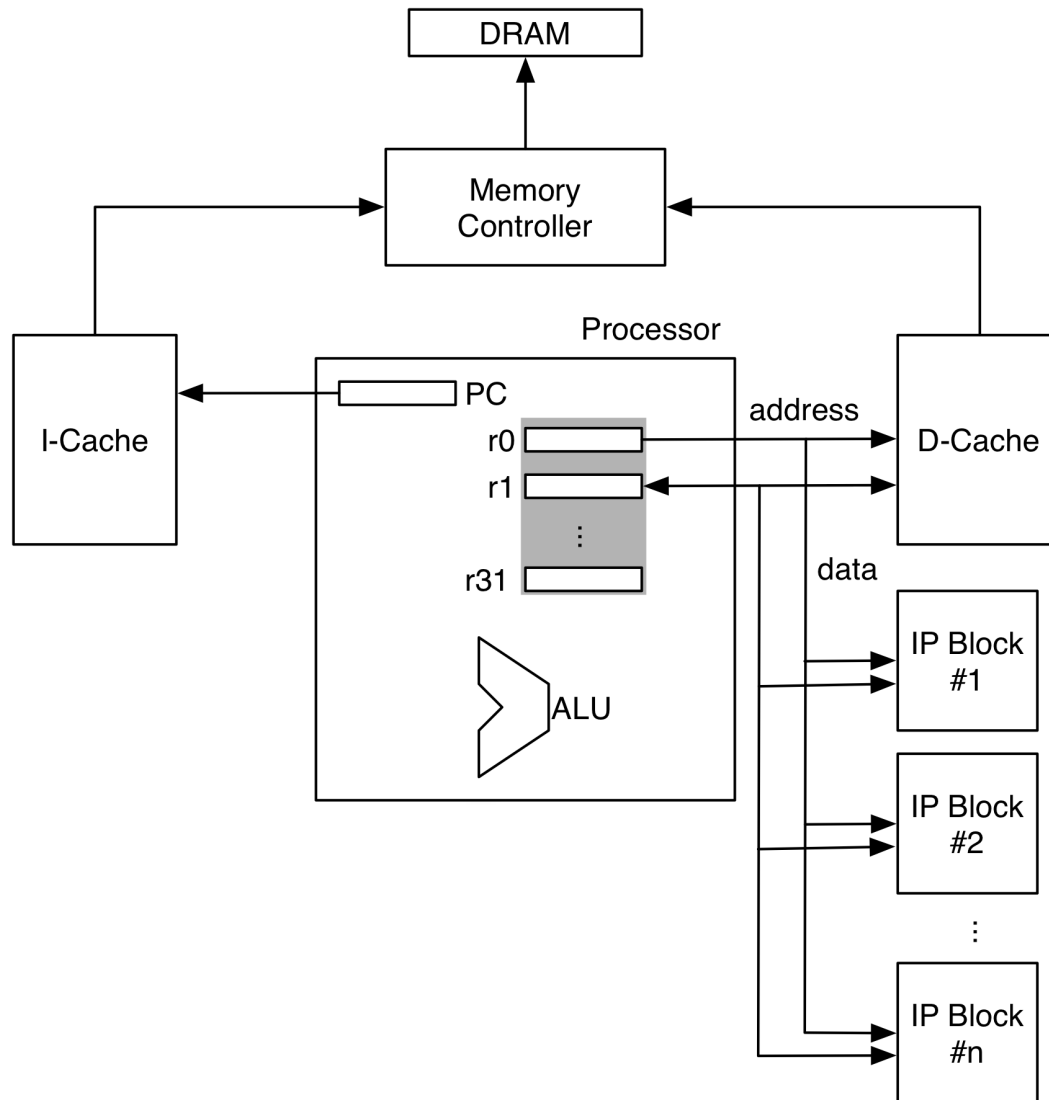 DRAM
Memory
Controller
Processor
I-Cache
PC
r0
r1
⋮
r31
ALU
address
D-Cache
data
IP Block
#1
IP Block
#2
⋮
IP Block
#n